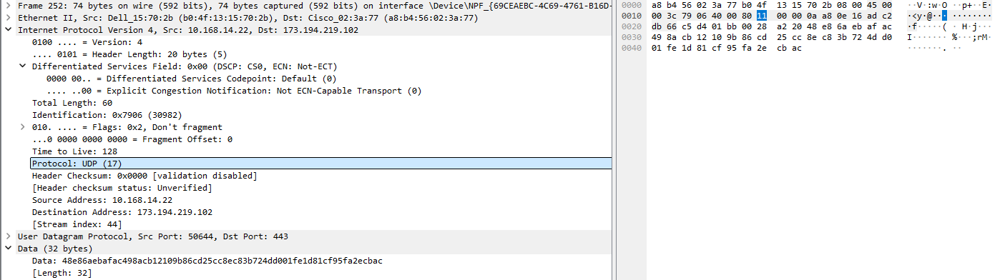 Frame 252: 74 bytes on wire (592 bits), 74 bytes captured (592 bits) on interface \Device\NPF_{69CEAEBC-4C69-4761-B16D-
Ethernet II, Src: Dell_15:70:2b (b0:4f:13:15:70:2b), Dst: Cisco_02:3a:77 (a8:b4:56:02:3a:77)
Internet Protocol Version 4, Src: 10.168.14.22, Dst: 173.194.219.102
0100 .... = Version: 4
.... 0101 = Header Length: 20 bytes (5)
Differentiated Services Field: 0x00 (DSCP: CS0, ECN: Not-ECT)
0000 00.. = Differentiated Services Codepoint: Default (0)
.... ..00 = Explicit Congestion Notification: Not ECN-Capable Transport (0)
Total Length: 60
Identification: 0x7906 (30982)
010. .... = Flags: 0x2, Don't fragment
...0 0000 0000 0000 = Fragment Offset: 0
Time to Live: 128
Protocol: UDP (17)
Header Checksum: 0x0000 [validation disabled]
[Header checksum status: Unverified]
Source Address: 10.168.14.22
Destination Address: 173.194.219.102
[Stream index: 44]
User Datagram Protocol, Src Port: 50644, Dst Port: 443
Data (32 bytes)
Data: 48e86aebafac498acb12109b86cd25cc8ec83b724dd001fe1d81cf95fa2ecbac
[Length: 32]
0000 a8 b4 56 02 3a 77 b0 4f 13 15 70 2b 08 00 45 00 ··V·:w·O ··p+··E·
0010 00 3c 79 06 40 00 80 11 00 00 0a a8 0e 16 ad c2 ·<y·@··· ········
0020 db 66 c5 d4 01 bb 00 28 a2 20 48 e8 6a eb af ac ·f·····( · H·j···
0030 49 8a cb 12 10 9b 86 cd 25 cc 8e c8 3b 72 4d d0 I······· %···;rM·
0040 01 fe 1d 81 cf 95 fa 2e cb ac ·······. ··